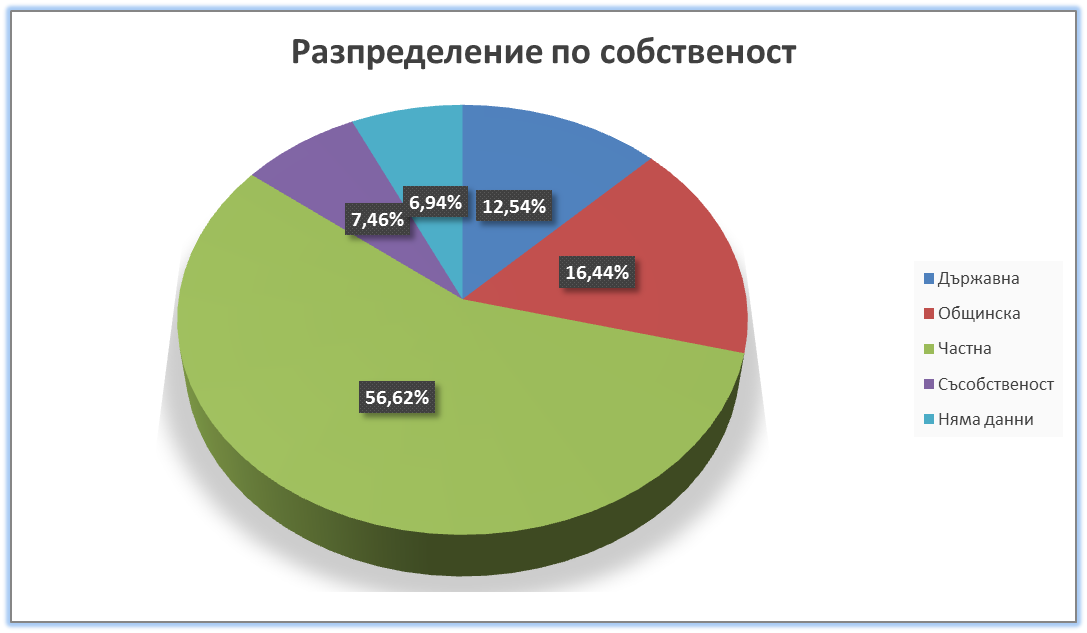 Разпределение по собственост
6,94%
12,54%
7,46%
16,44%
56,62%
Държавна
Общинска
Частна
Съсобственост
Няма данни